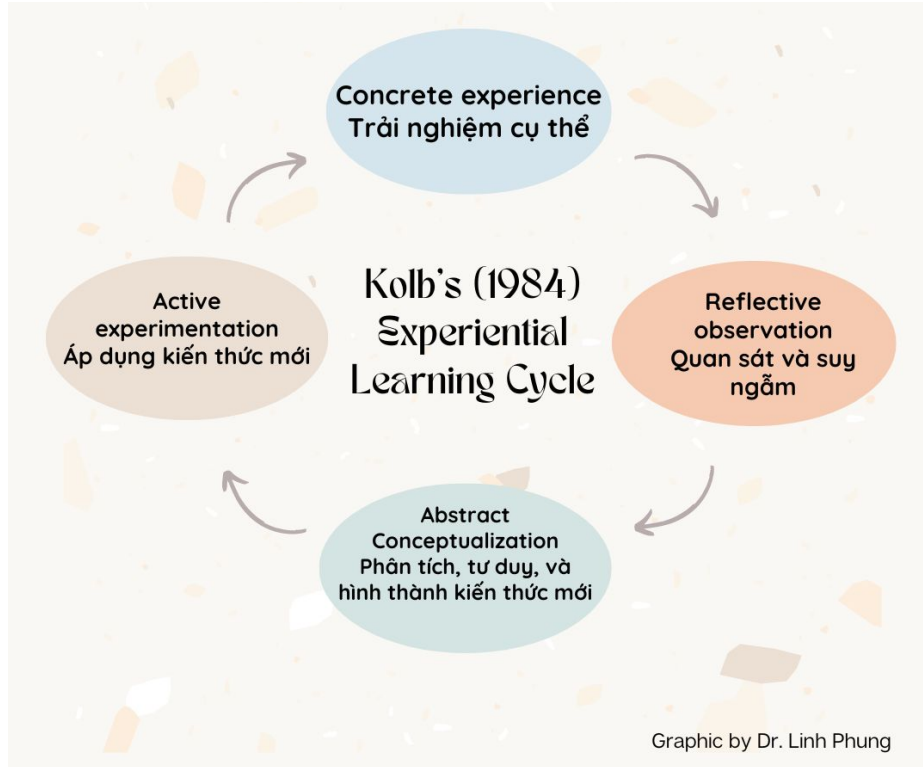 Concrete experience
Trải nghiệm cụ thể
Kolb's (1984)
Experiential
Learning Cycle
Reflective
observation
Quan sát và suy
ngẫm
Abstract
Conceptualization
Phân tích, tư duy, và
hình thành kiến thức mới
Active
experimentation
Áp dụng kiến thức mới
Graphic by Dr. Linh Phung